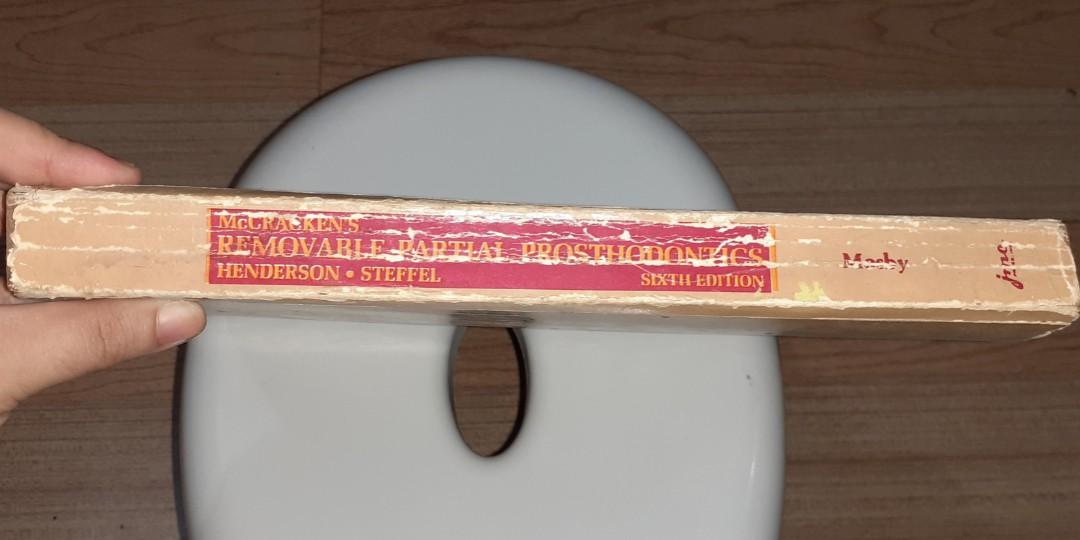 McCRACKEN'S
REMOVABLE PARTIAL PROSTHODONTICS
HENDERSON • STEFFEL SIXTH EDITION
Mosby